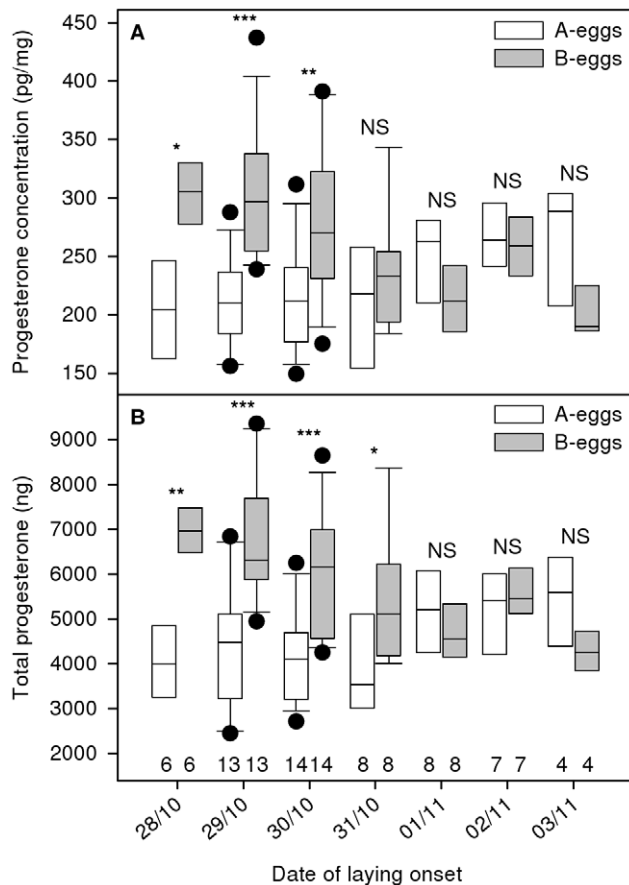 A
A-eggs
B-eggs
Progesterone concentration (pg/mg)
450
400
350
300
250
200
150
*
***
**
NS
NS
NS
NS
B
A-eggs
B-eggs
Total progesterone (ng)
9000
8000
7000
6000
5000
4000
3000
2000
**
***
***
*
NS
NS
NS
6 6 13 13 14 14 8 8 8 8 7 7 4 4
28/10 29/10 30/10 31/10 01/11 02/11 03/11
Date of laying onset